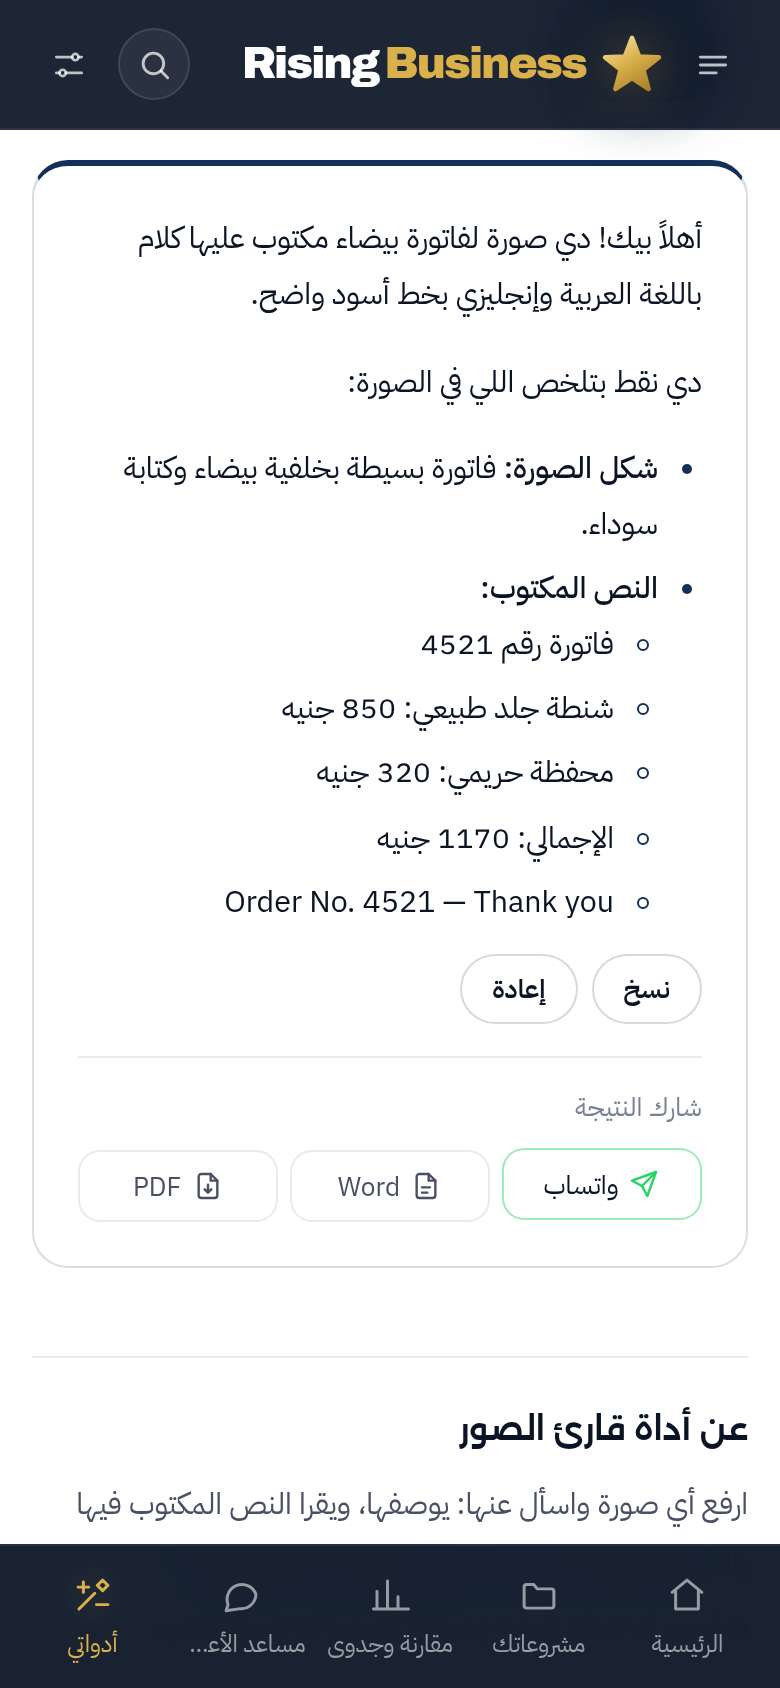 Rising Business
أهلاً بيك! دي صورة لفاتورة بيضاء مكتوب عليها كلام
باللغة العربية وإنجليزي بخط أسود واضح.
دي نقط بتلخص اللي في الصورة:
شكل الصورة: فاتورة بسيطة بخلفية بيضاء وكتابة
سوداء.
النص المكتوب:
فاتورة رقم 4521
شنطة جلد طبيعي: 850 جنيه
محفظة حريمي: 320 جنيه
الإجمالي: 1170 جنيه
Order No. 4521 — Thank you
نسخ
إعادة
شارك النتيجة
واتساب
Word
PDF
عن أداة قارئ الصور
ارفع أي صورة واسأل عنها: يوصفها، ويقرا النص المكتوب فيها
الرئيسية
مشروعاتك
مقارنة وجدوى
مساعد الأع...
أدواتي